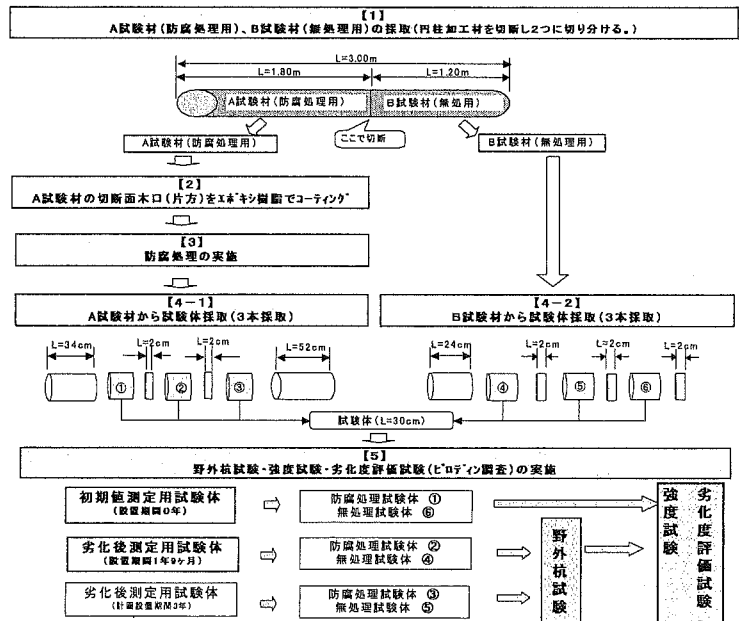 【1】
A試験材(防腐処理用)、B試験材(無処理用)の採取(円柱加工材を切断し2つに切り分ける。)
L=3.00m
L=1.80m
L=1.20m
A試験材(防腐処理用)
B試験材(無処用)
ここで切断
A試験材(防腐処理用)
B試験材(無処理用)
【2】
A試験材の切断面木口(片方)をエポキシ樹脂でコーティング
【3】
防腐処理の実施
【4-1】
A試験材から試験体採取(3本採取)
【4-2】
B試験材から試験体採取(3本採取)
L=34cm
L=2cm
L=2cm
L=52cm
L=24cm
L=2cm
L=2cm
L=2cm
①
②
③
④
⑤
⑥
試験体(L=30cm)
【5】
野外杭試験・強度試験・劣化度評価試験(ピロディン調査)の実施
初期値測定用試験体
(設置期間0年)
防腐処理試験体 ①
無処理試験体 ⑥
劣化後測定用試験体
(設置期間1年9ヶ月)
防腐処理試験体 ②
無処理試験体 ④
劣化後測定用試験体
(計画設置期間3年)
防腐処理試験体 ③
無処理試験体 ⑤
野外杭試験
劣化度評価試験
強度試験